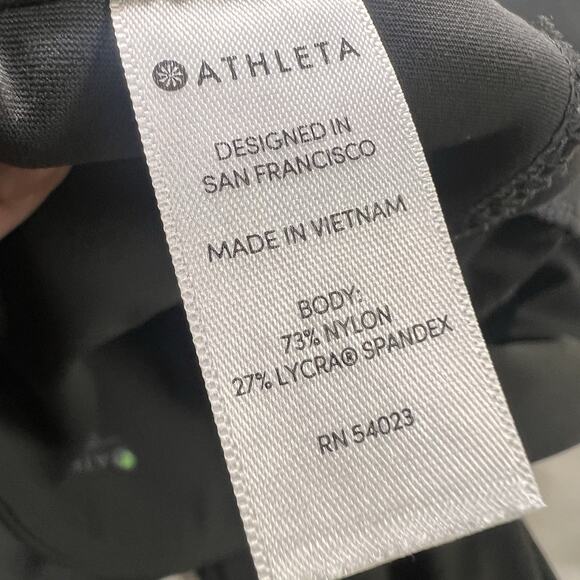 ATHLETA
DESIGNED IN
SAN FRANCISCO
MADE IN VIETNAM
BODY:
73% NYLON
27% LYCRA® SPANDEX
RN 54023